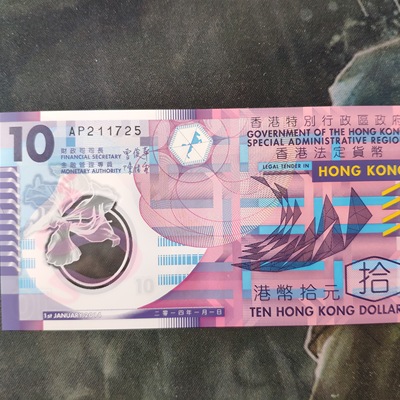 10
AP211725
財政司司長
FINANCIAL SECRETARY
金融管理專員
MONETARY AUTHORITY
香港特別行政區政府
GOVERNMENT OF THE HONG KONG
SPECIAL ADMINISTRATIVE REGION
香港法定貨幣
LEGAL TENDER IN
HONG KONG
10
拾
港幣拾元
TEN HONG KONG DOLLAR
1st JANUARY
二零一四年一月一日